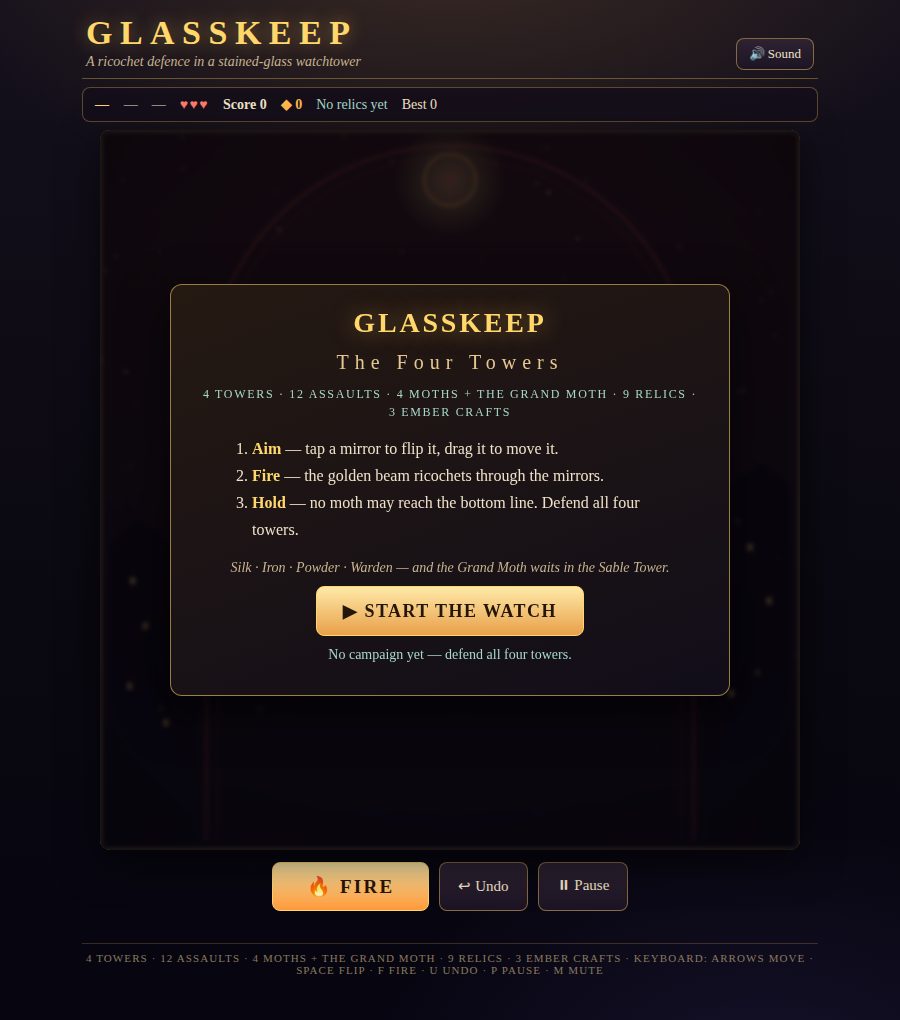 GLASSKEEP
A ricochet defence in a stained-glass watchtower
🔊 Sound
— — — ♥♥♥ Score 0 ◆ 0 No relics yet Best 0
GLASSKEEP
The Four Towers
4 TOWERS · 12 ASSAULTS · 4 MOTHS + THE GRAND MOTH · 9 RELICS ·
3 EMBER CRAFTS
1. Aim — tap a mirror to flip it, drag it to move it.
2. Fire — the golden beam ricochets through the mirrors.
3. Hold — no moth may reach the bottom line. Defend all four
towers.
Silk · Iron · Powder · Warden — and the Grand Moth waits in the Sable Tower.
▶ START THE WATCH
No campaign yet — defend all four towers.
🔥 FIRE ↩ Undo ⏸ Pause
4 TOWERS · 12 ASSAULTS · 4 MOTHS + THE GRAND MOTH · 9 RELICS · 3 EMBER CRAFTS · KEYBOARD: ARROWS MOVE ·
SPACE FLIP · F FIRE · U UNDO · P PAUSE · M MUTE